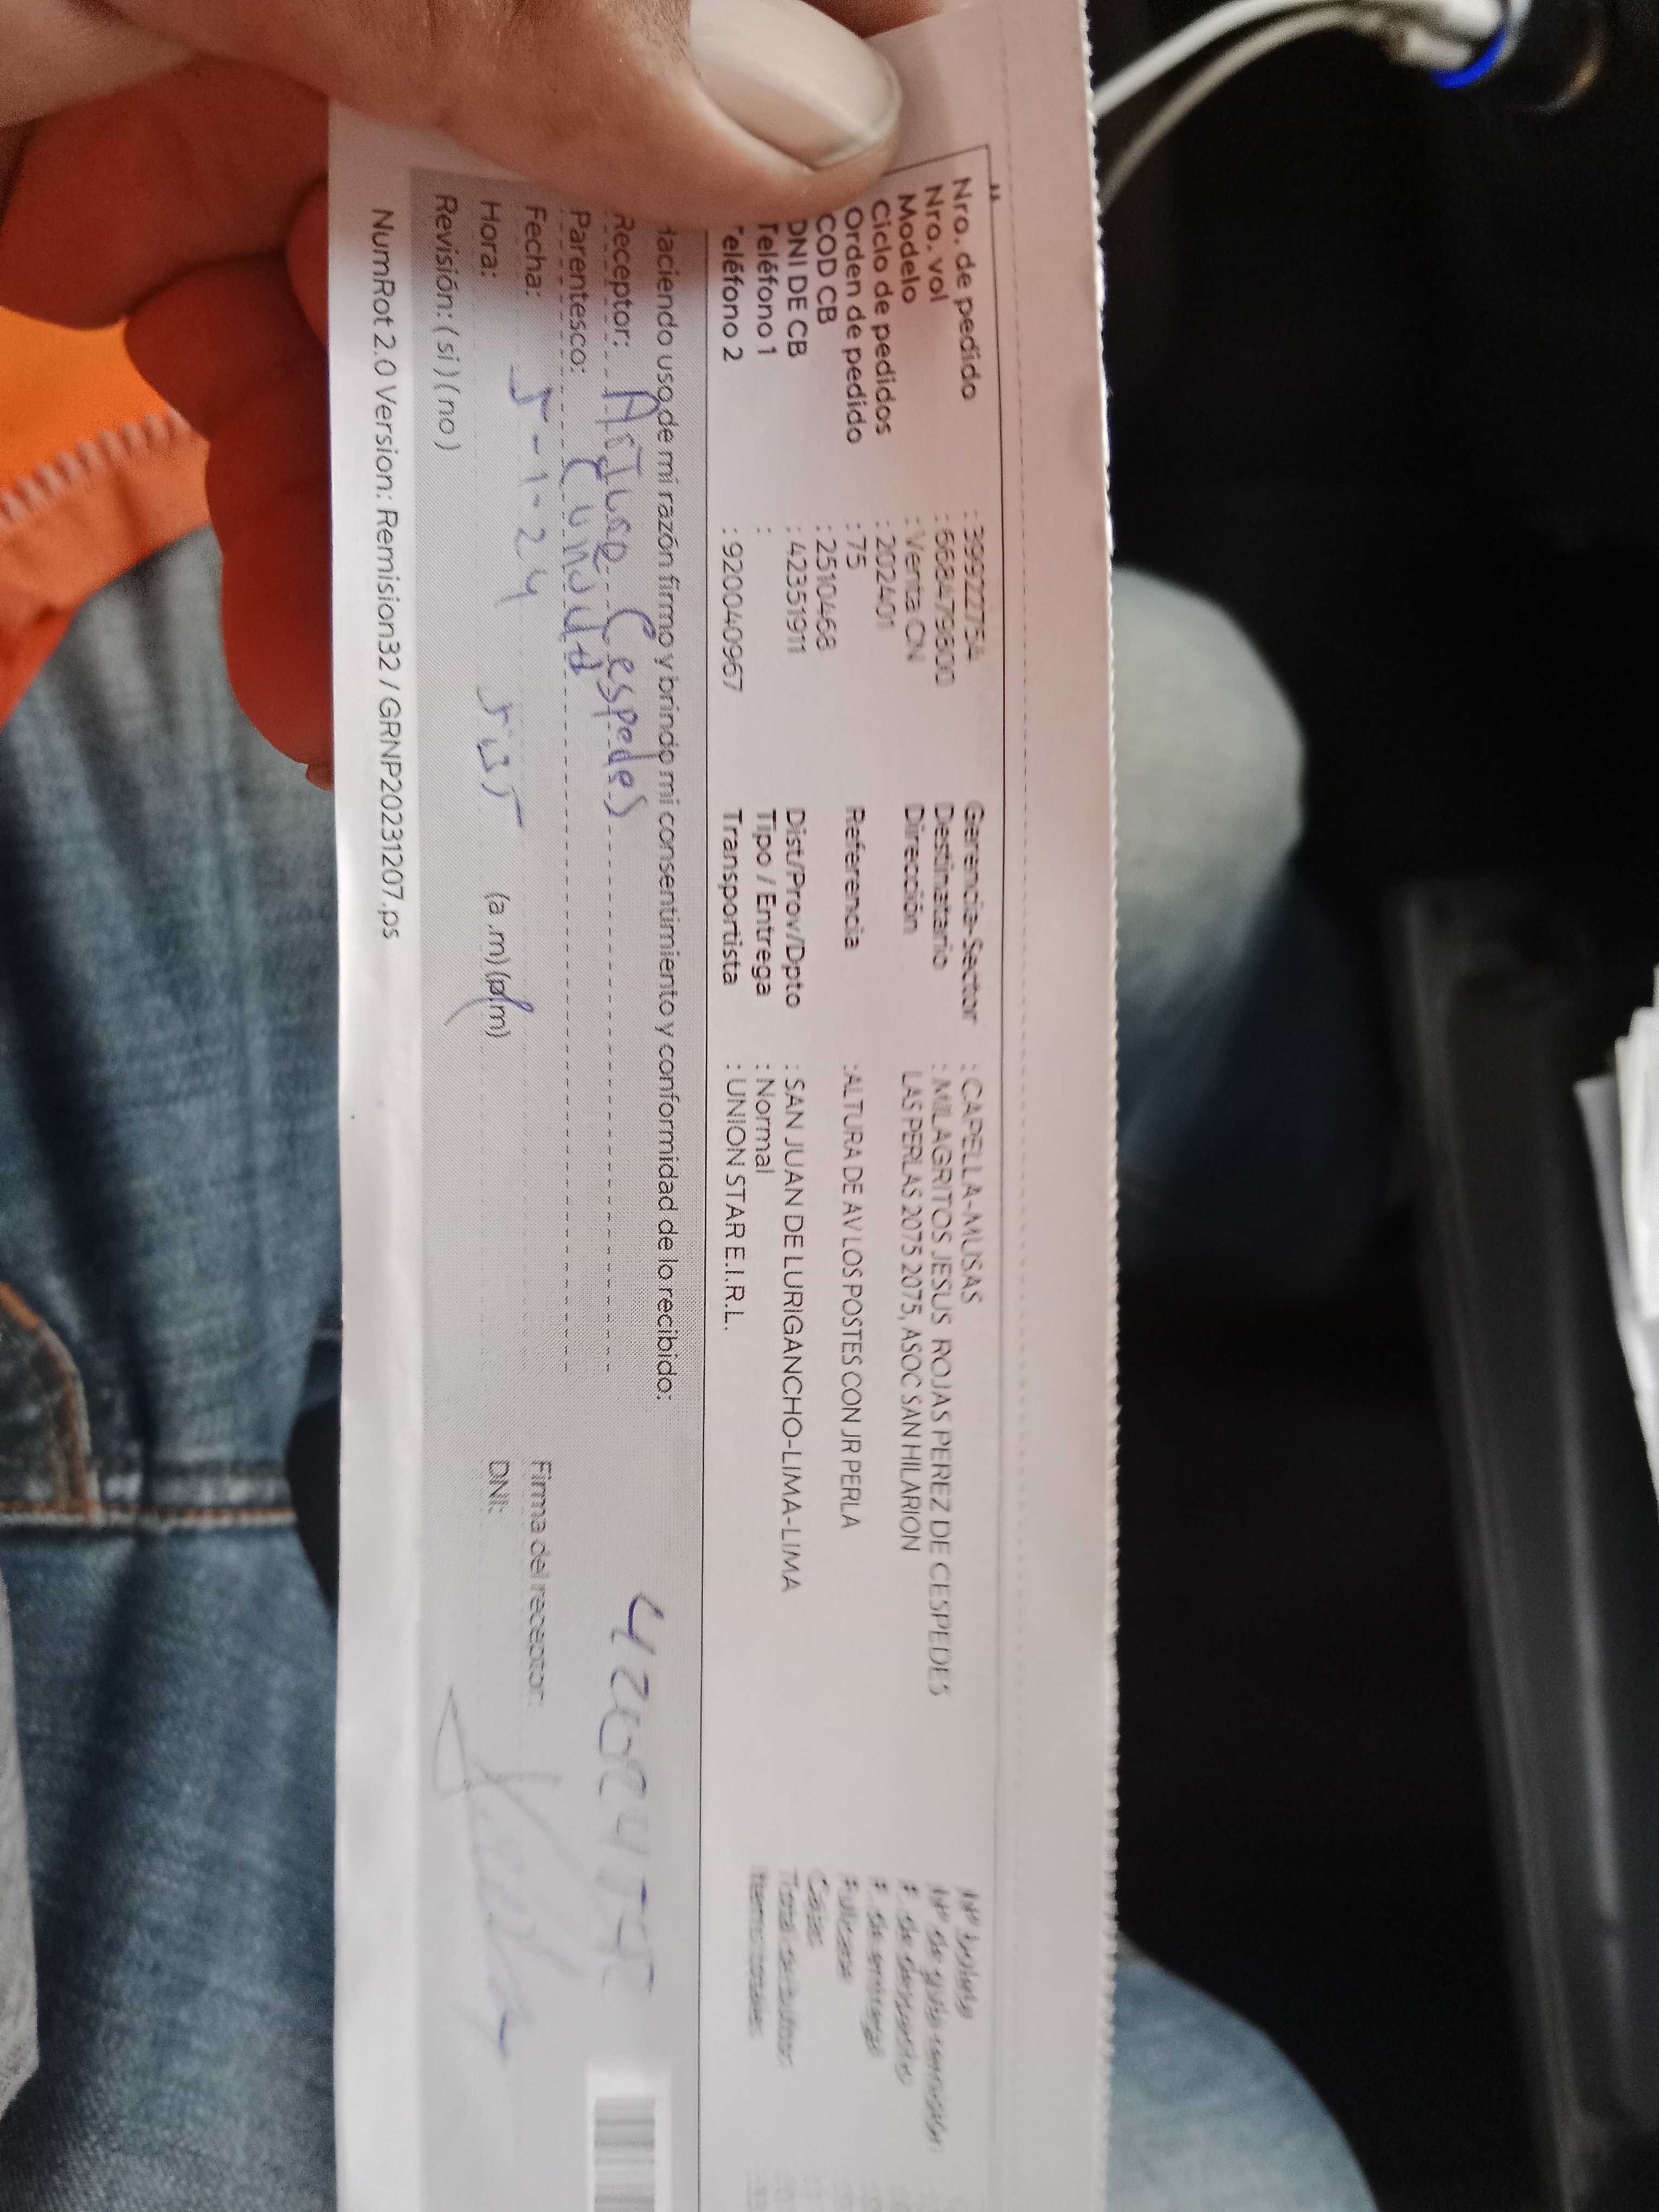 Nro. de pedido : 39922754
Nro. vol : 668479800
Modelo : Venta CN
Ciclo de pedidos : 202401
Orden de pedido : 75
COD CB : 2510468
DNI DE CB : 42351911
Teléfono 1 :
Teléfono 2 : 920040967
Gerencia-Sector : CAPELLA-MUSAS
Destinatario : MILAGRITOS JESUS ROJAS PEREZ DE CESPEDES
Dirección LAS PERLAS 2075 2075, ASOC SAN HILARION
Referencia :ALTURA DE AV LOS POSTES CON JR PERLA
Dist/Prov/Dpto : SAN JUAN DE LURIGANCHO-LIMA-LIMA
Tipo / Entrega : Normal
Transportista : UNION STAR E.I.R.L.
Haciendo uso de mi razón firmo y brindo mi consentimiento y conformidad de lo recibido:
Receptor: Cespedes
Parentesco: Cuñada
Fecha: 5-1-24
Hora: (a.m) (p.m)
Revisión: ( si ) ( no )
Firma del receptor:
DNI:
NumRot 2.0 Version: Remision32 / GRNP20231207.ps